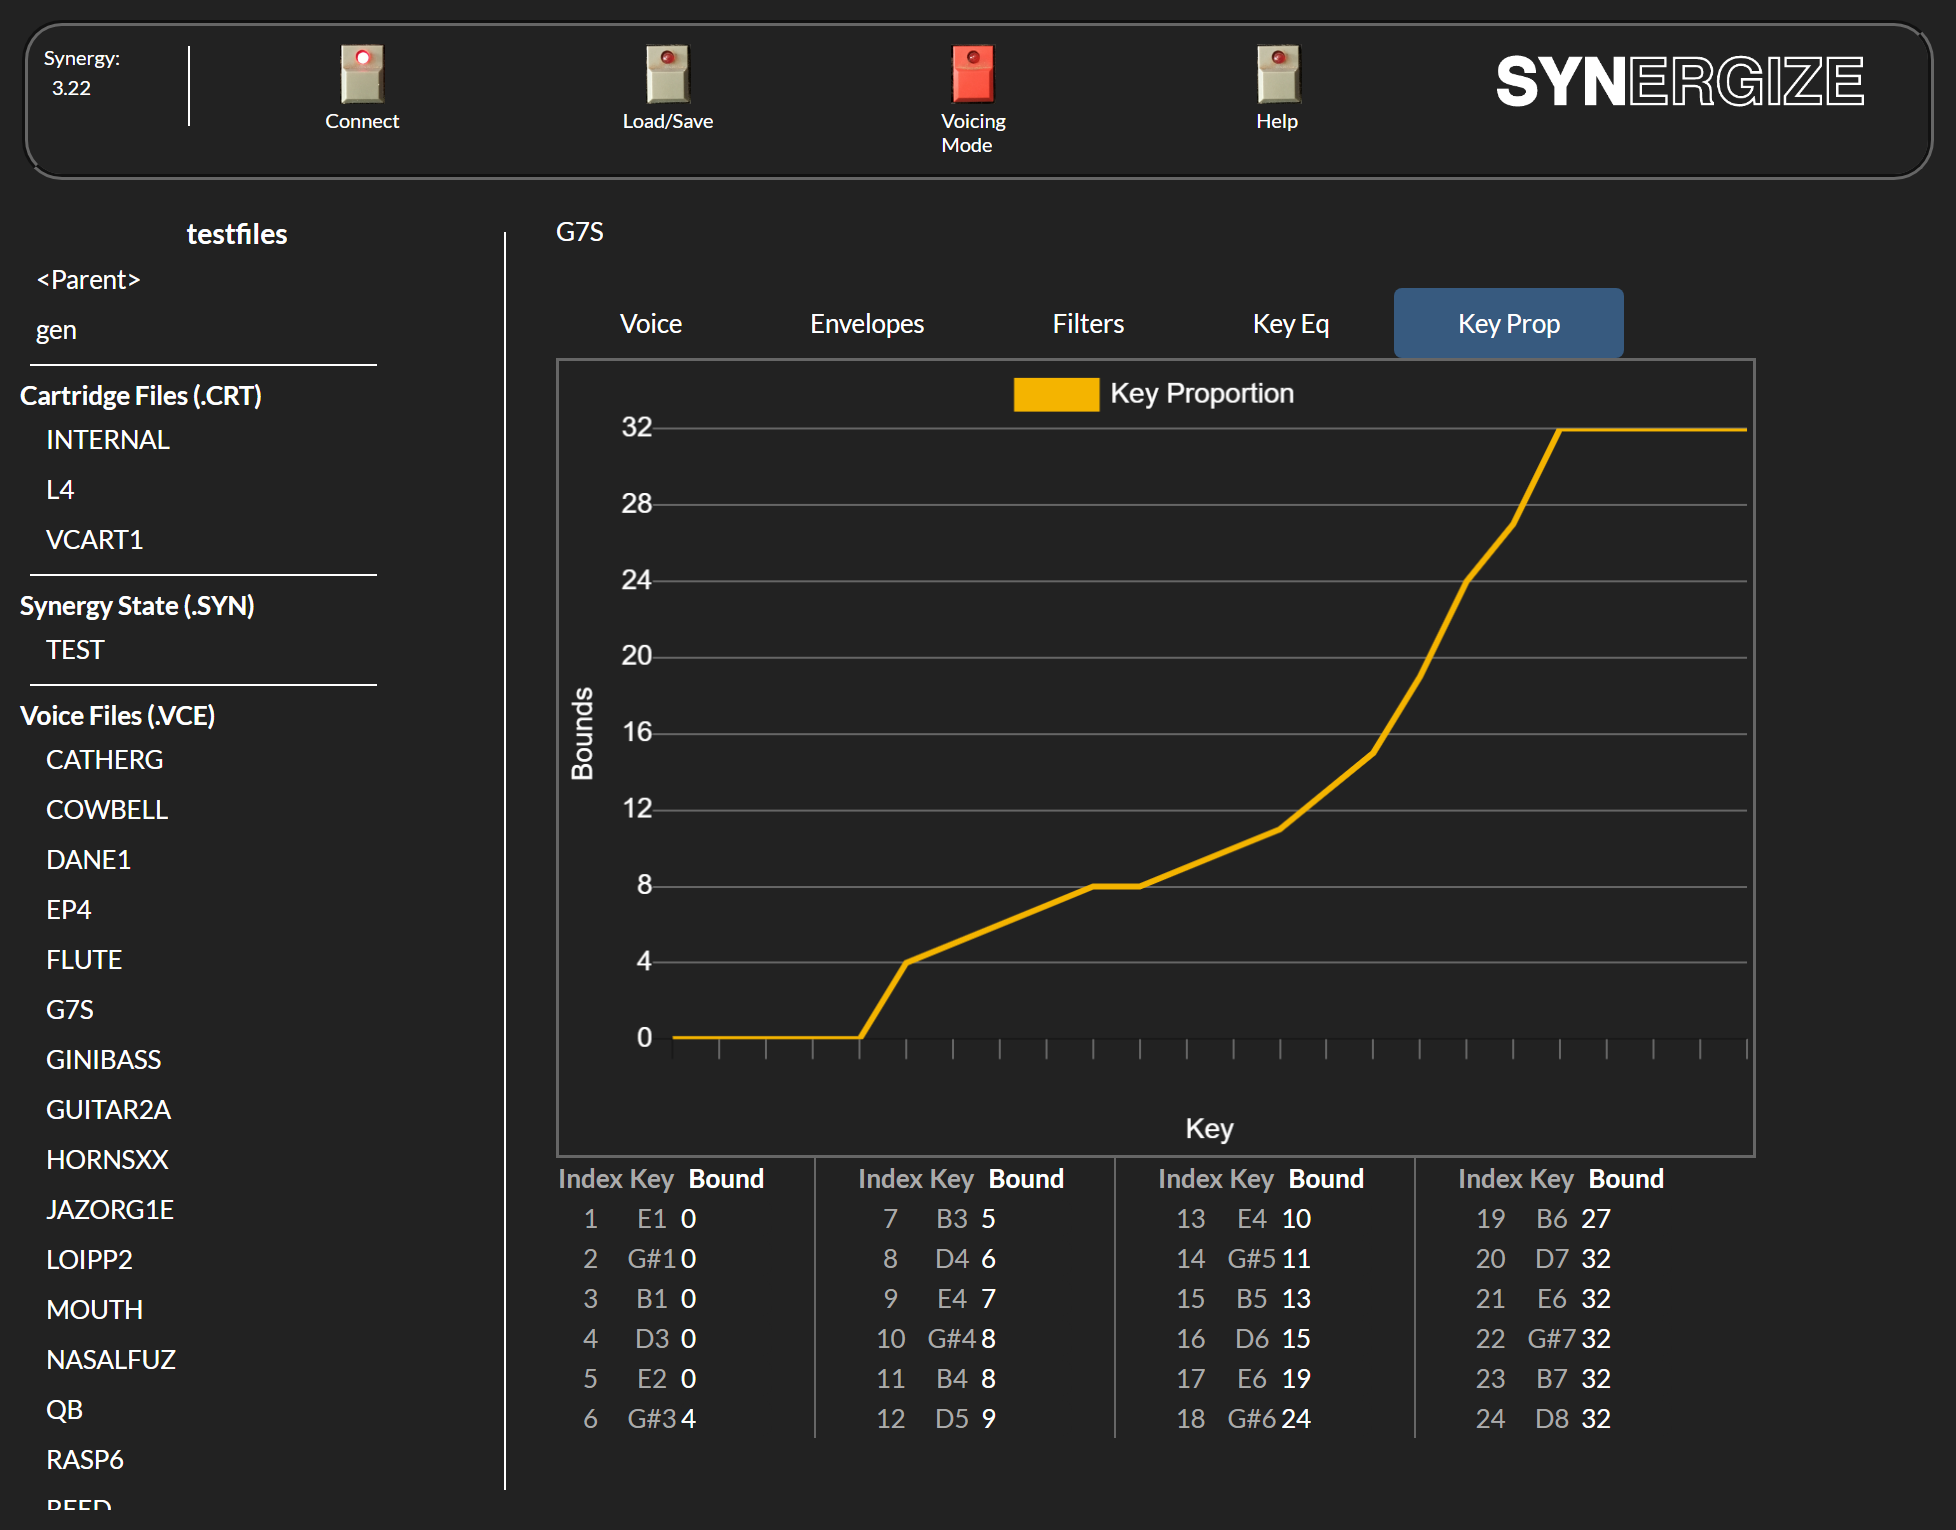 Synergy:
3.22
Connect
Load/Save
Voicing
Mode
Help
SYNERGIZE
testfiles
<Parent>
gen
Cartridge Files (.CRT)
INTERNAL
L4
VCART1
Synergy State (.SYN)
TEST
Voice Files (.VCE)
CATHERG
COWBELL
DANE1
EP4
FLUTE
G7S
GINIBASS
GUITAR2A
HORNSXX
JAZORG1E
LOIPP2
MOUTH
NASALFUZ
QB
RASP6
G7S
Voice Envelopes Filters Key Eq Key Prop
Key Proportion
32
28
24
20
16
12
8
4
0
Bounds
Key
Index Key Bound Index Key Bound Index Key Bound Index Key Bound
1 E1 0 7 B3 5 13 E4 10 19 B6 27
2 G#1 0 8 D4 6 14 G#5 11 20 D7 32
3 B1 0 9 E4 7 15 B5 13 21 E6 32
4 D3 0 10 G#4 8 16 D6 15 22 G#7 32
5 E2 0 11 B4 8 17 E6 19 23 B7 32
6 G#3 4 12 D5 9 18 G#6 24 24 D8 32